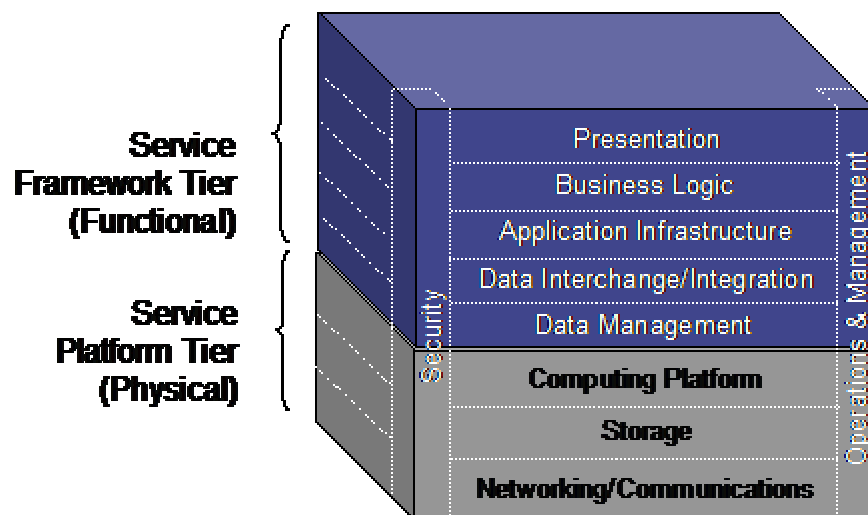 Service
Framework Tier
(Functional)
Service
Platform Tier
(Physical)
Security
Presentation
Business Logic
Application Infrastructure
Data Interchange/Integration
Data Management
Computing Platform
Storage
Networking/Communications
Operations & Management